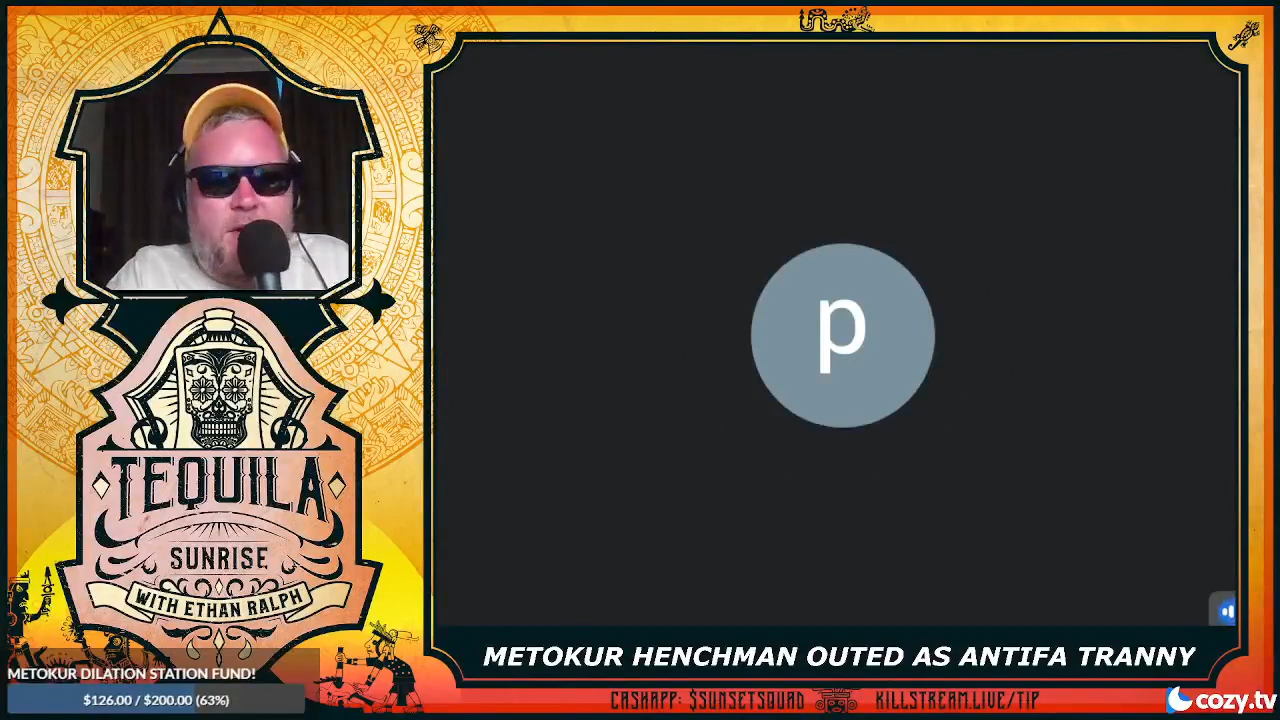 p
TEQUILA
SUNRISE
WITH ETHAN RALPH
METOKUR DILATION STATION FUND!
$126.00 / $200.00 (63%)
METOKUR HENCHMAN OUTED AS ANTIFA TRANNY
CASHAPP: $SUNSETSQUAD KILLSTREAM.LIVE/TIP
cozy.tv